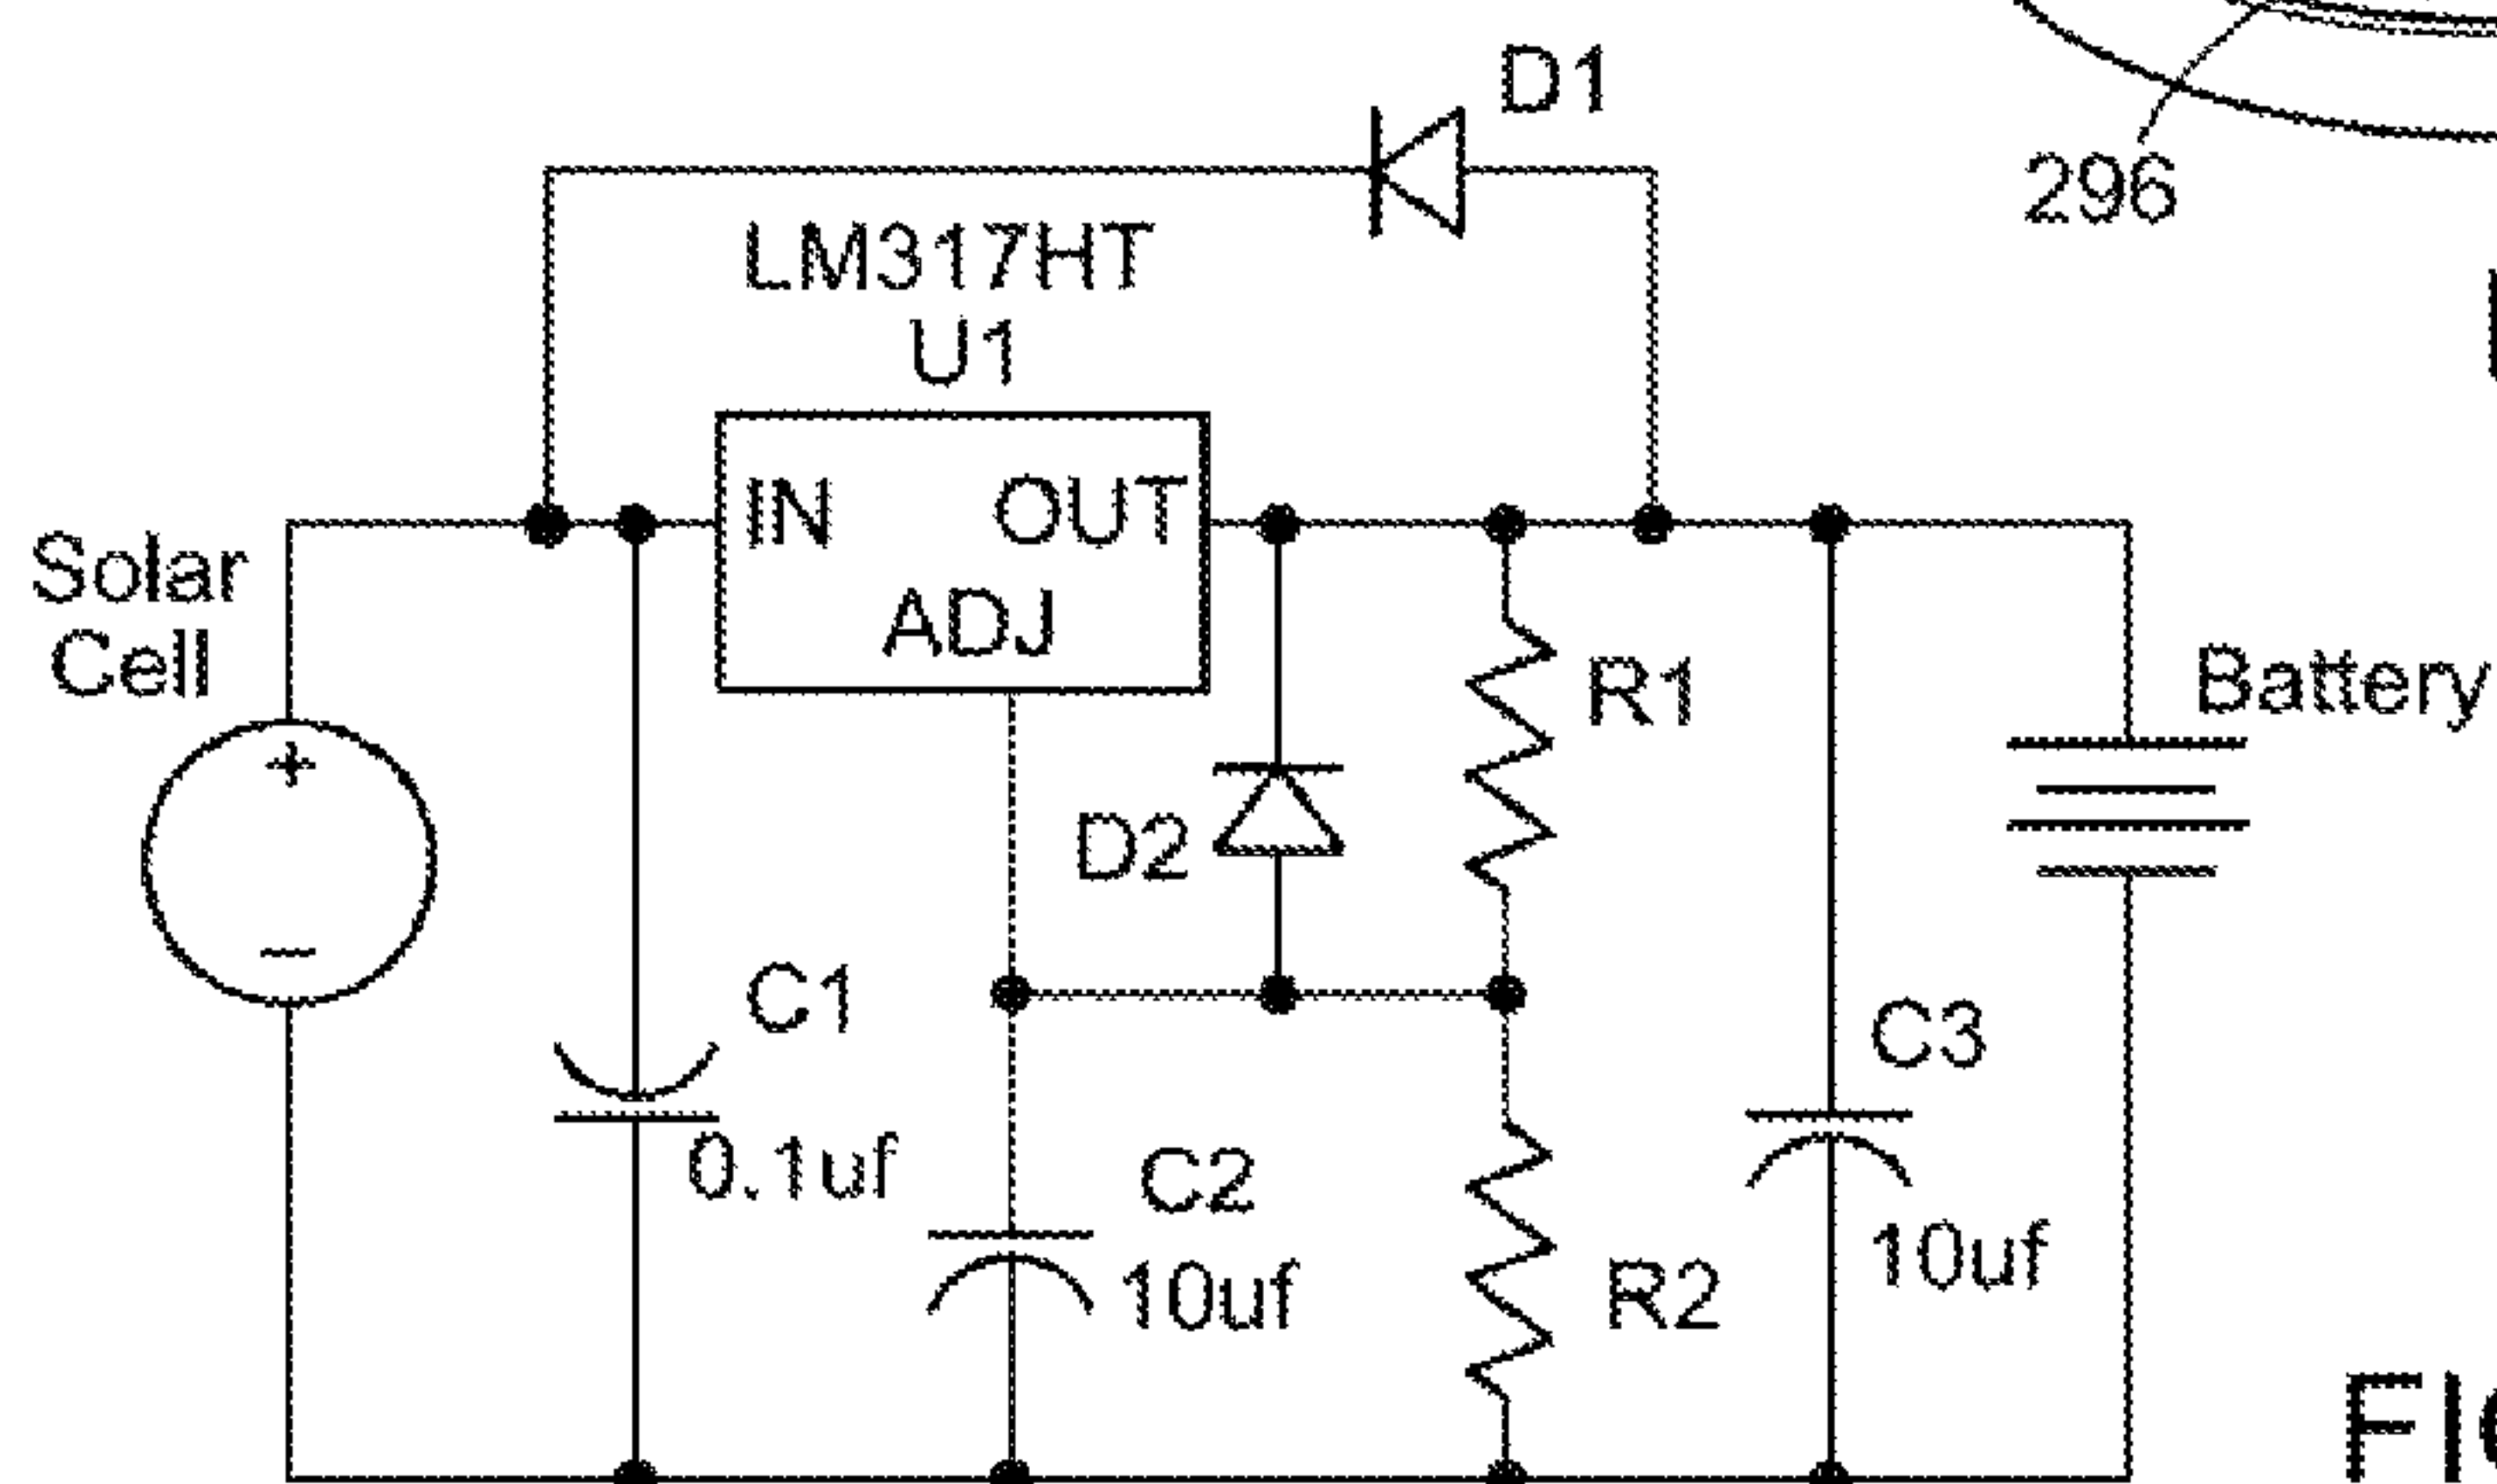 D1
296
LM317HT
U1
IN OUT
ADJ
Solar
Cell
+
−
R1
Battery
D2
C1
0.1uf
C3
10uf
C2
10uf
R2